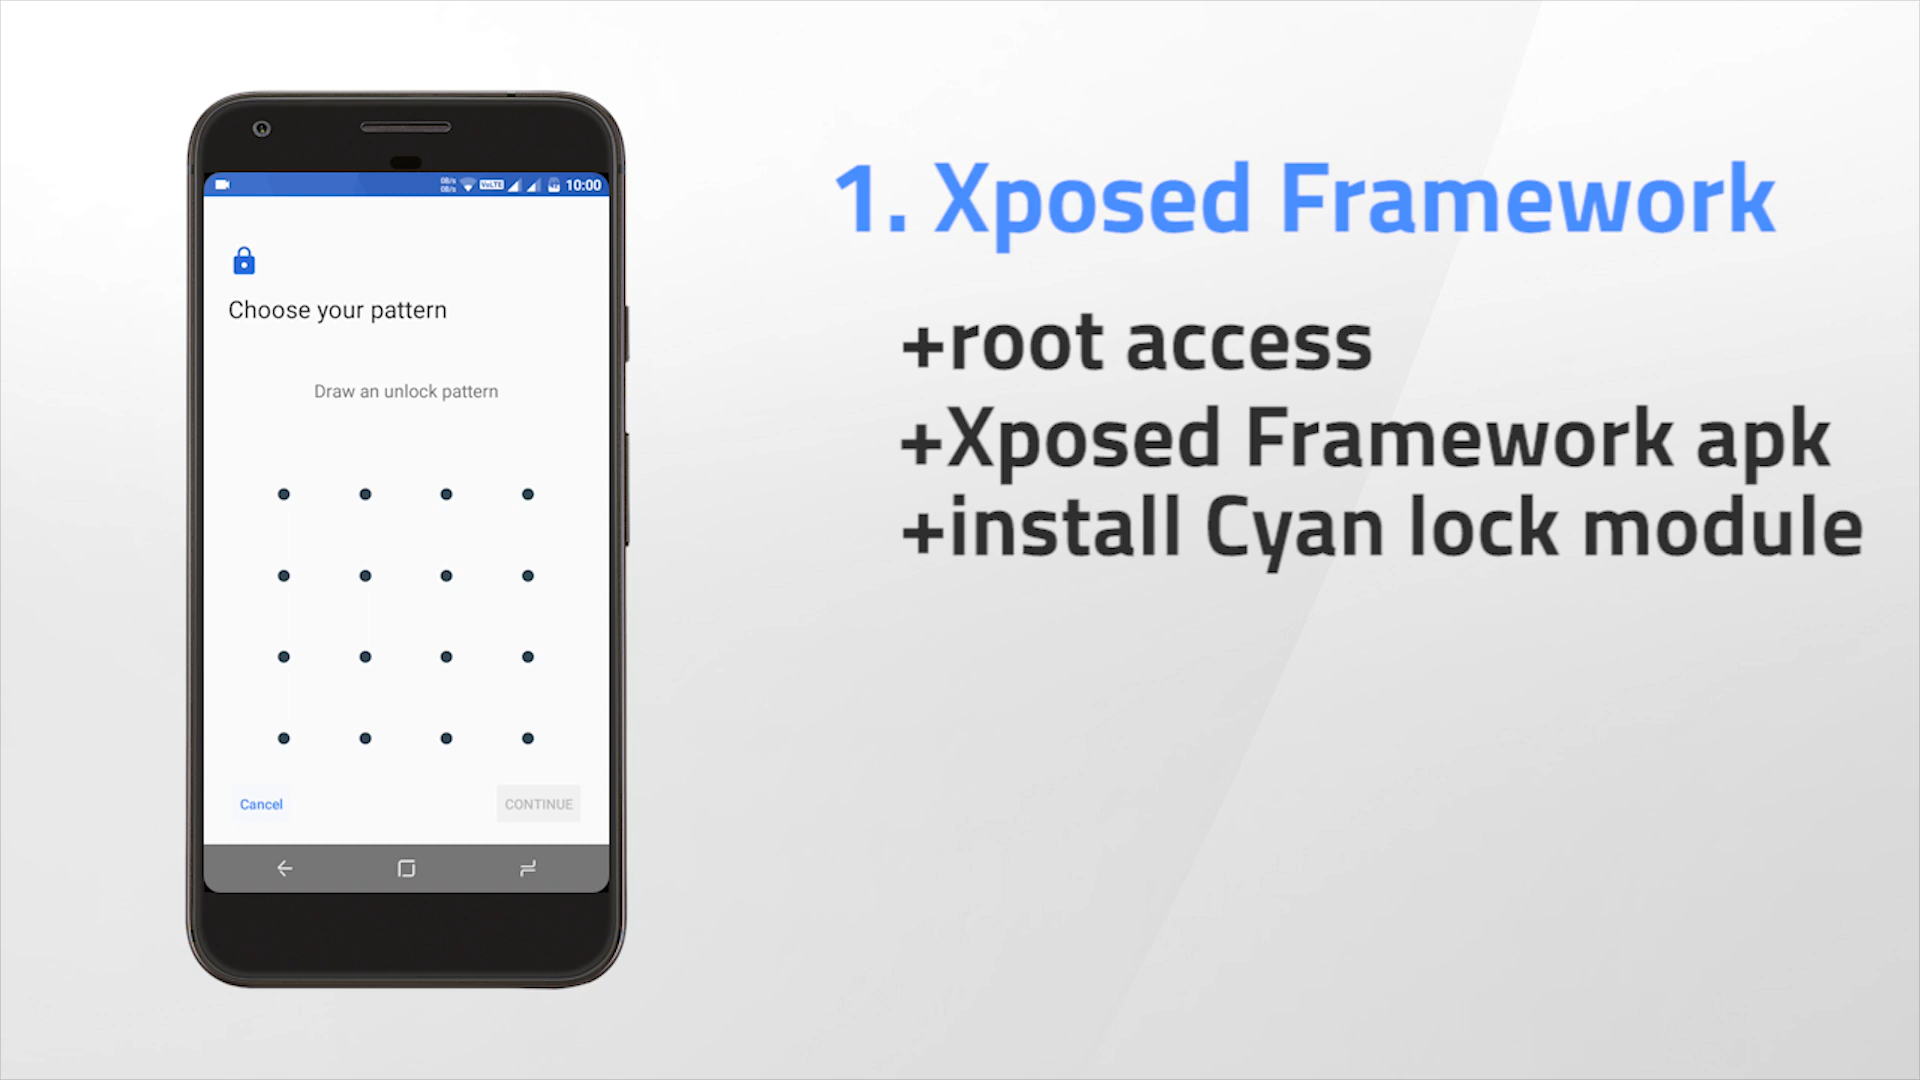 VoLTE 10:00
Choose your pattern
Draw an unlock pattern
Cancel
CONTINUE
1. Xposed Framework
+root access
+Xposed Framework apk
+install Cyan lock module